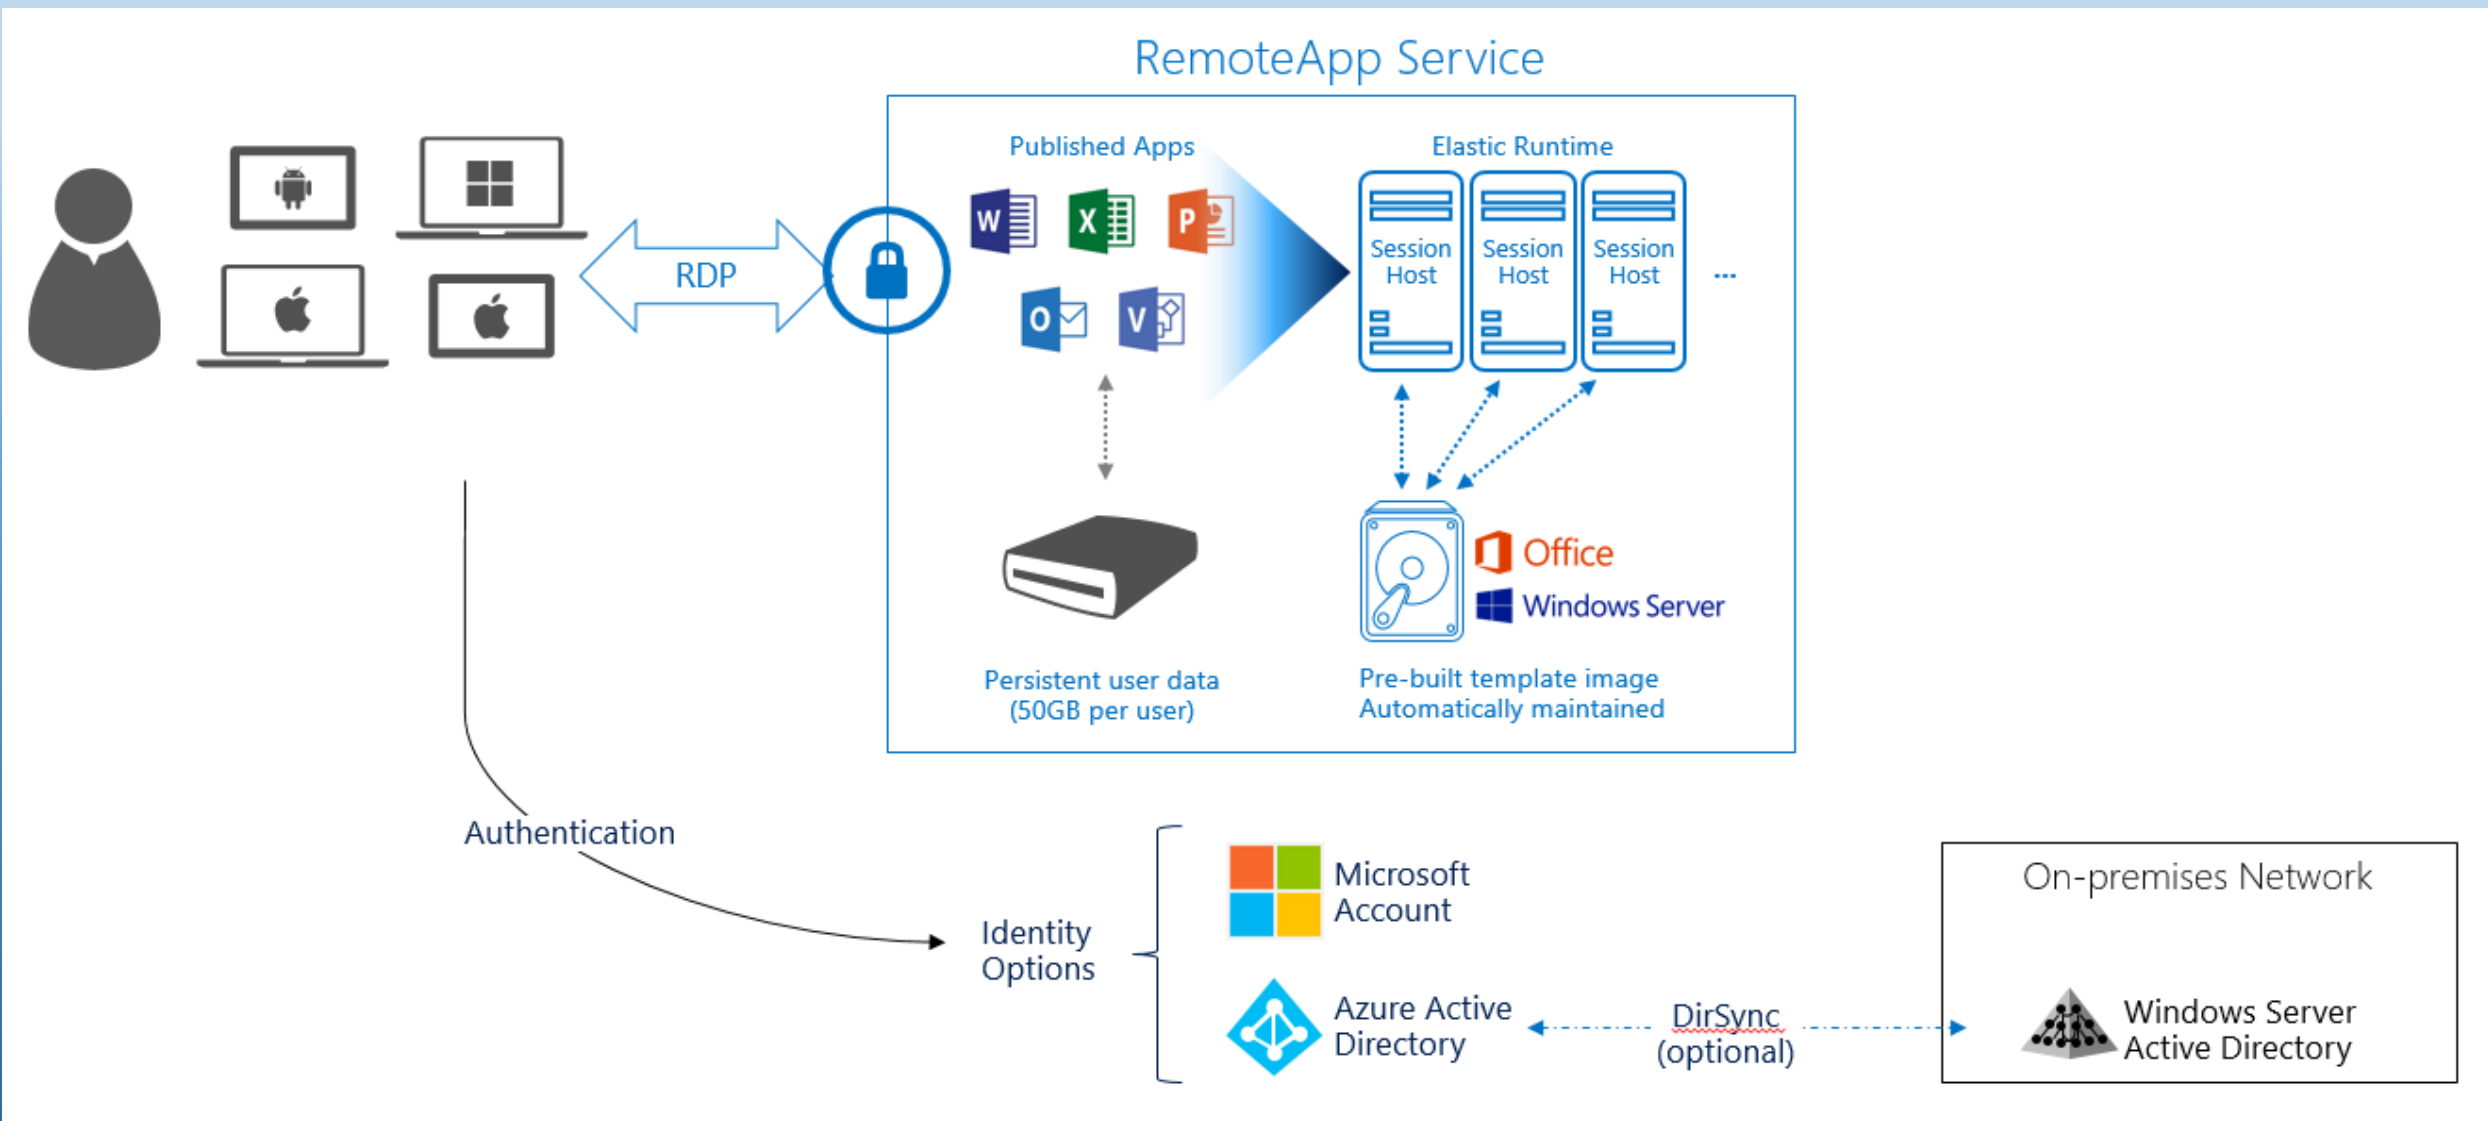 RemoteApp Service
Published Apps
Elastic Runtime
W
X
P
O
V
RDP
Session
Host
Session
Host
Session
Host
...
Office
Windows Server
Persistent user data
(50GB per user)
Pre-built template image
Automatically maintained
Authentication
Identity
Options
Microsoft
Account
Azure Active
Directory
DirSync
(optional)
On-premises Network
Windows Server
Active Directory